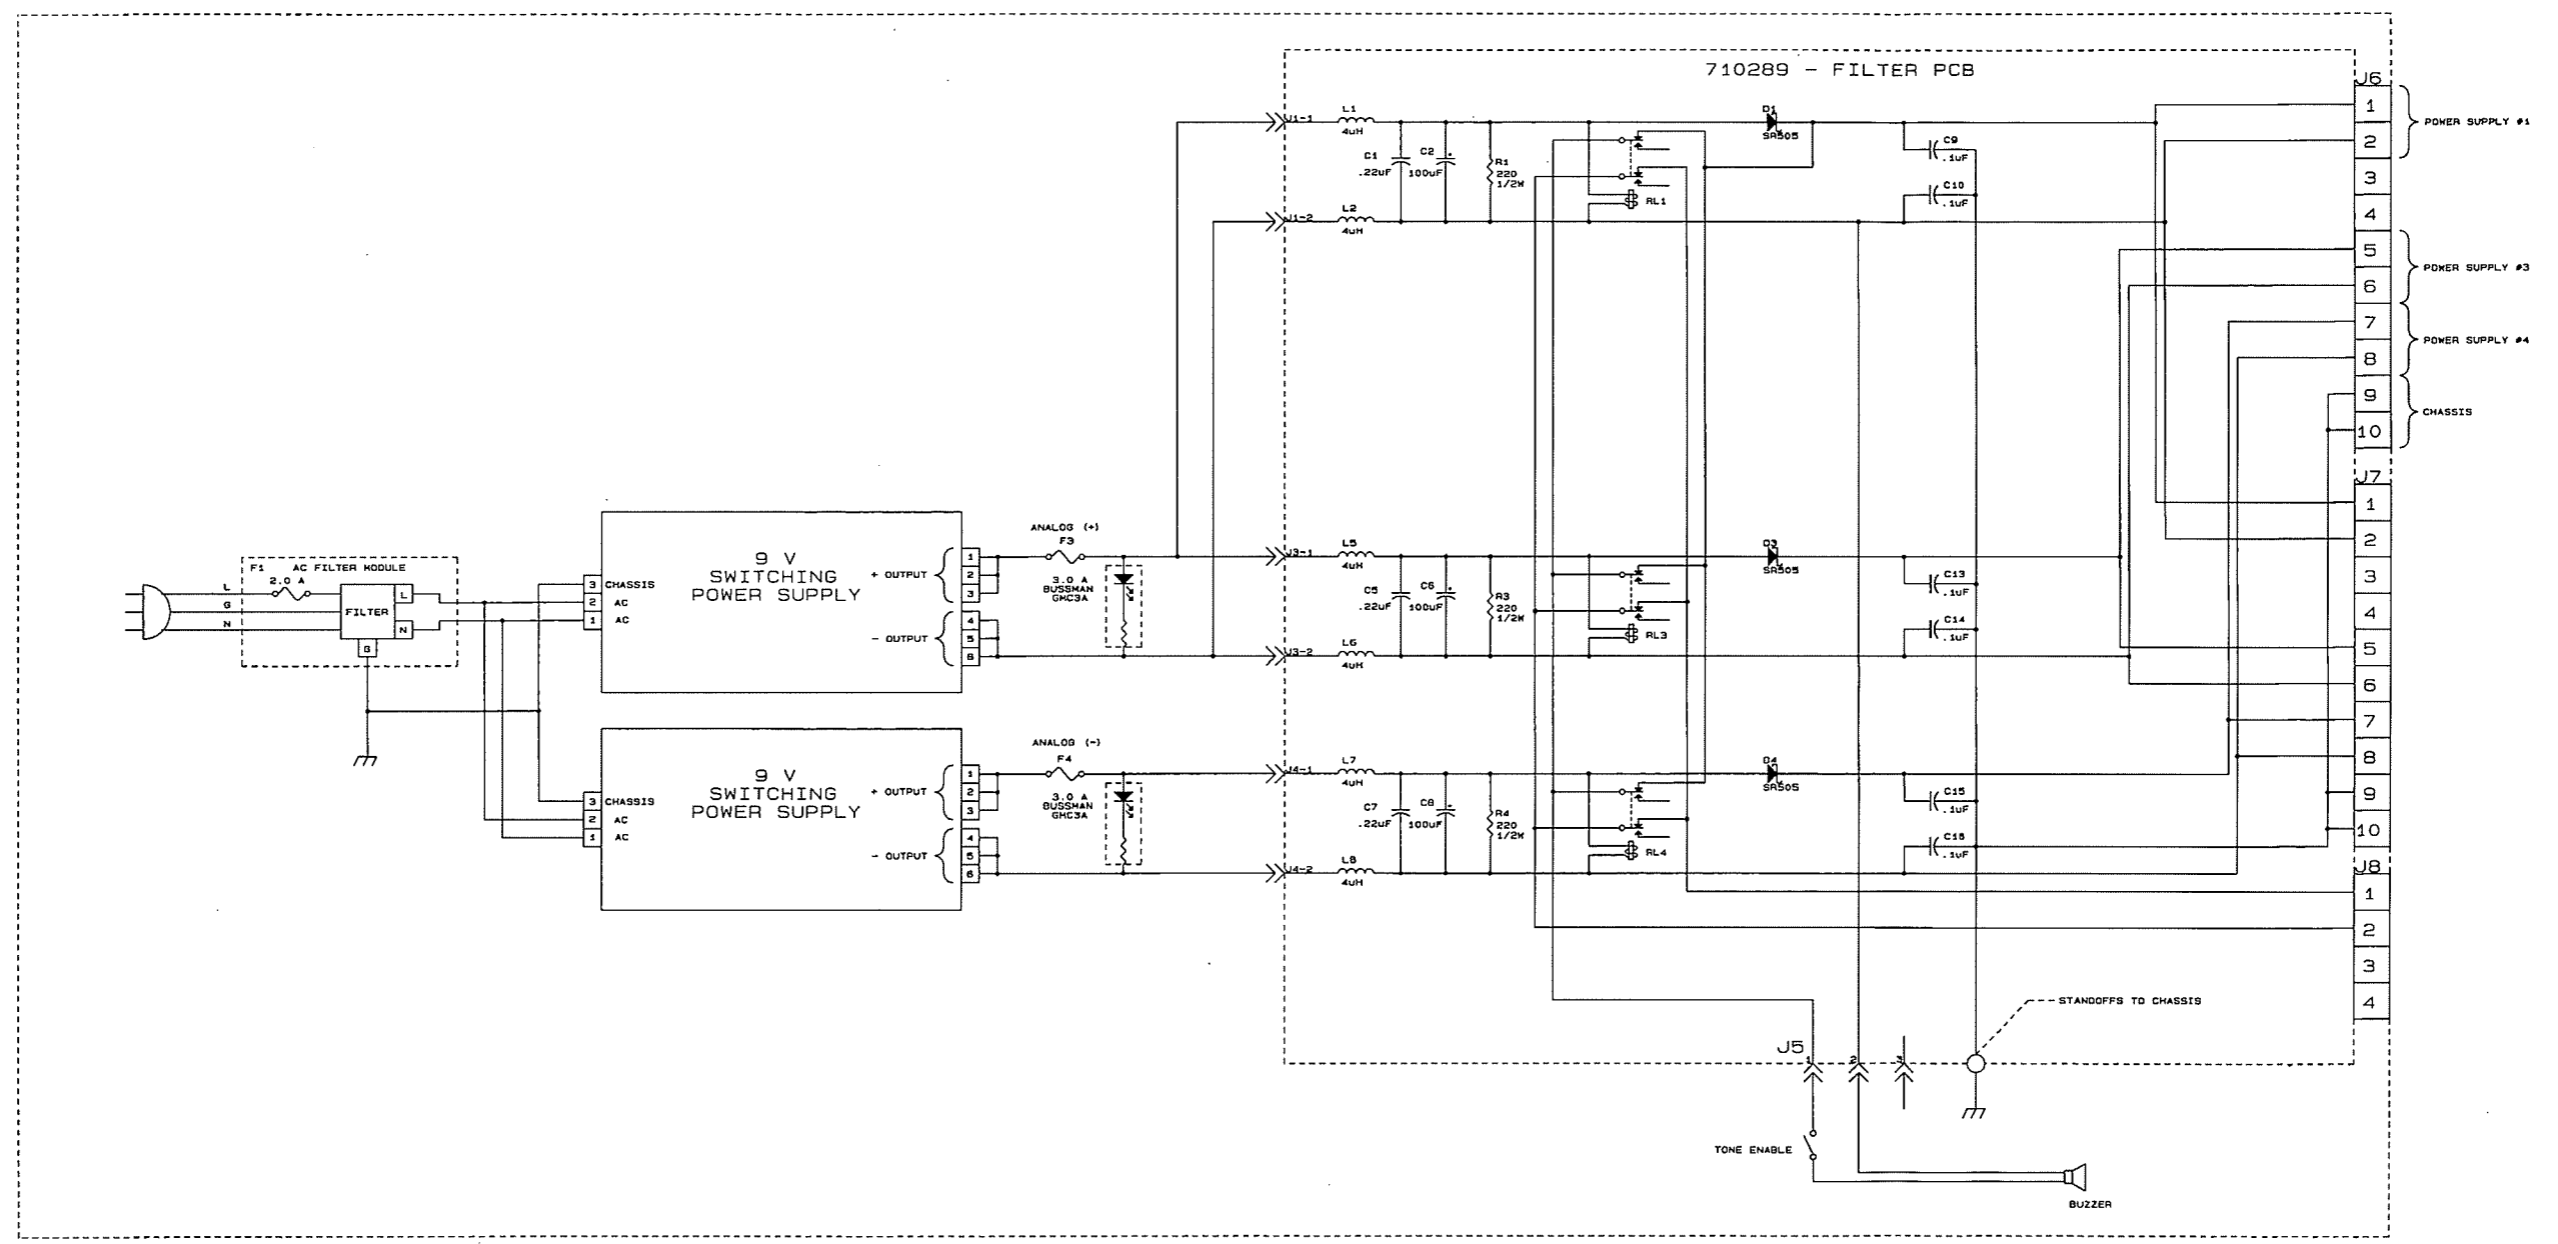 710289 - FILTER PCB
J6
1
2
3
4
5
6
7
8
9
10
POWER SUPPLY #1
POWER SUPPLY #3
POWER SUPPLY #4
CHASSIS
J7
1
2
3
4
5
6
7
8
9
10
J8
1
2
3
4
J1-1
L1
4uH
C1
.22uF
C2
100uF
R1
220
1/2W
RL1
D1
SR505
C9
.1uF
C10
.1uF
J1-2
L2
4uH
J3-1
L5
4uH
C5
.22uF
C6
100uF
R3
220
1/2W
RL3
D3
SR505
C13
.1uF
C14
.1uF
J3-2
L6
4uH
J4-1
L7
4uH
C7
.22uF
C8
100uF
R4
220
1/2W
RL4
D4
SR505
C15
.1uF
C16
.1uF
J4-2
L8
4uH
F1 AC FILTER MODULE
2.0 A
L
G
N
FILTER
L
N
G
9 V
SWITCHING
POWER SUPPLY
3 CHASSIS
2 AC
1 AC
+ OUTPUT
1
2
3
- OUTPUT
4
5
6
ANALOG (+)
F3
3.0 A
BUSSMAN
GMC3A
9 V
SWITCHING
POWER SUPPLY
3 CHASSIS
2 AC
1 AC
+ OUTPUT
1
2
3
- OUTPUT
4
5
6
ANALOG (-)
F4
3.0 A
BUSSMAN
GMC3A
STANDOFFS TO CHASSIS
J5
1
2
3
TONE ENABLE
BUZZER